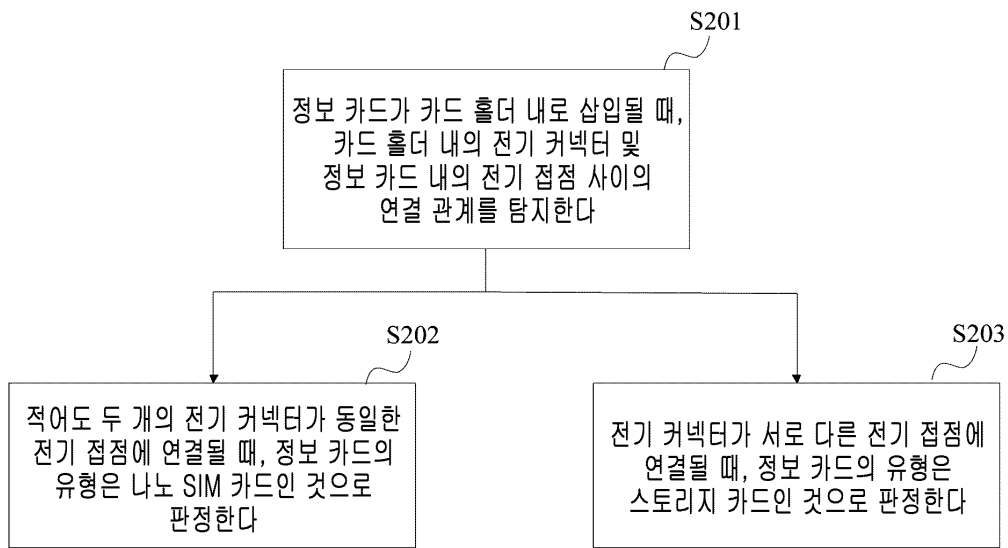 S201
정보 카드가 카드 홀더 내로 삽입될 때,
카드 홀더 내의 전기 커넥터 및
정보 카드 내의 전기 접점 사이의
연결 관계를 탐지한다
S202
적어도 두 개의 전기 커넥터가 동일한
전기 접점에 연결될 때, 정보 카드의
유형은 나노 SIM 카드인 것으로
판정한다
S203
전기 커넥터가 서로 다른 전기 접점에
연결될 때, 정보 카드의 유형은
스토리지 카드인 것으로 판정한다